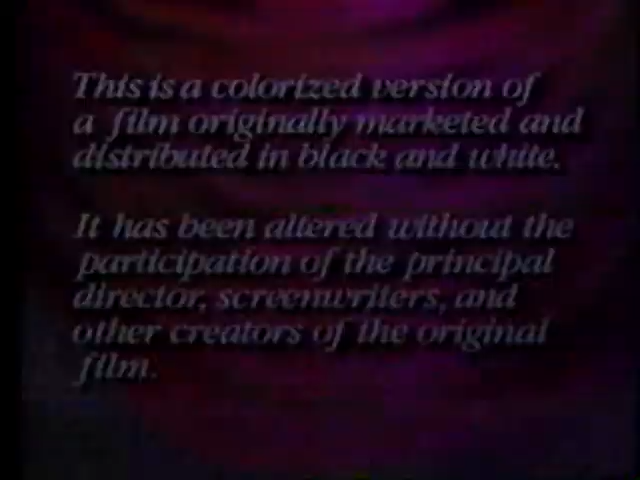 This is a colorized version of
a film originally marketed and
distributed in black and white.
It has been altered without the
participation of the principal
director, screenwriters, and
other creators of the original
film.